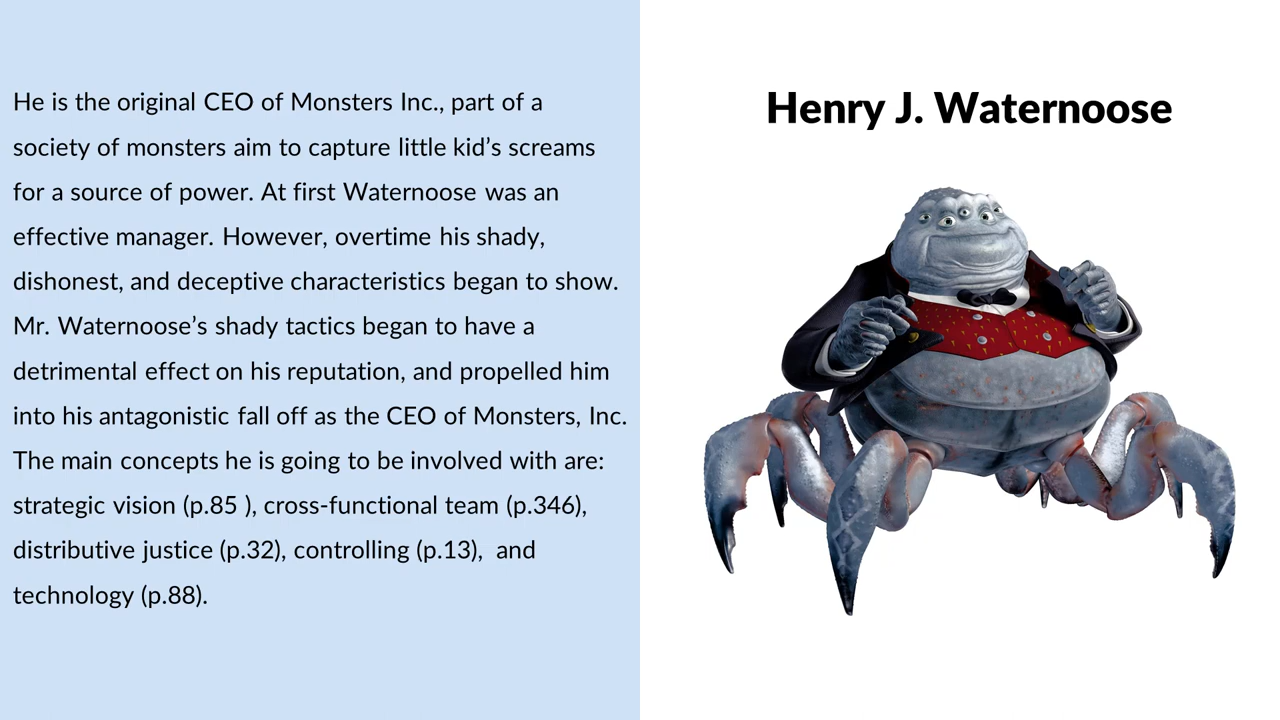 He is the original CEO of Monsters Inc., part of a
society of monsters aim to capture little kid’s screams
for a source of power. At first Waternoose was an
effective manager. However, overtime his shady,
dishonest, and deceptive characteristics began to show.
Mr. Waternoose’s shady tactics began to have a
detrimental effect on his reputation, and propelled him
into his antagonistic fall off as the CEO of Monsters, Inc.
The main concepts he is going to be involved with are:
strategic vision (p.85 ), cross-functional team (p.346),
distributive justice (p.32), controlling (p.13),  and
technology (p.88).
Henry J. Waternoose